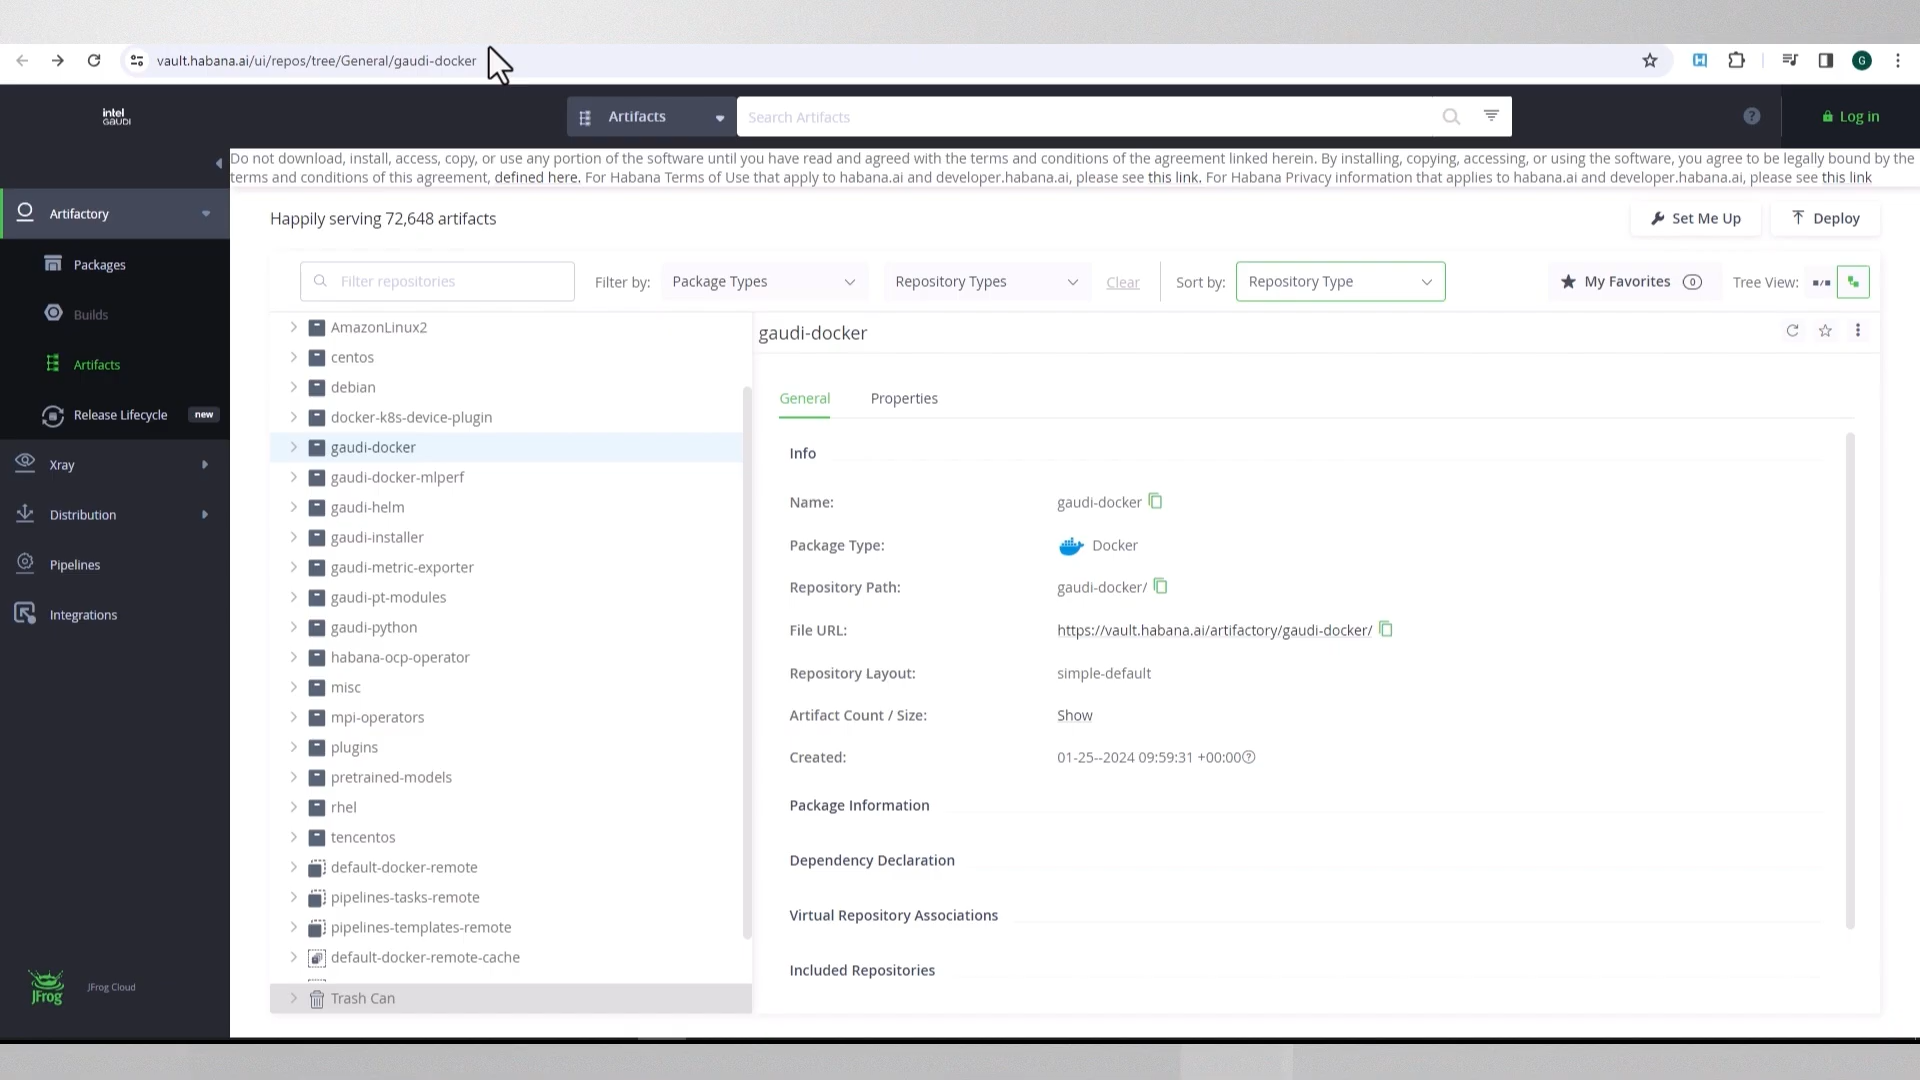 vault.habana.ai/ui/repos/tree/General/gaudi-docker
G
intel
GAUDI
Artifacts
Search Artifacts
?
Log in
Do not download, install, access, copy, or use any portion of the software until you have read and agreed with the terms and conditions of the agreement linked herein. By installing, copying, accessing, or using the software, you agree to be legally bound by the
terms and conditions of this agreement, defined here. For Habana Terms of Use that apply to habana.ai and developer.habana.ai, please see this link. For Habana Privacy information that applies to habana.ai and developer.habana.ai, please see this link
Artifactory
Packages
Builds
Artifacts
Release Lifecycle new
Xray
Distribution
Pipelines
Integrations
JFrog
JFrog Cloud
Happily serving 72,648 artifacts
Set Me Up
Deploy
Filter repositories
Filter by:
Package Types
Repository Types
Clear
Sort by:
Repository Type
My Favorites 0
Tree View:
AmazonLinux2
centos
debian
docker-k8s-device-plugin
gaudi-docker
gaudi-docker-mlperf
gaudi-helm
gaudi-installer
gaudi-metric-exporter
gaudi-pt-modules
gaudi-python
habana-ocp-operator
misc
mpi-operators
plugins
pretrained-models
rhel
tencentos
default-docker-remote
pipelines-tasks-remote
pipelines-templates-remote
default-docker-remote-cache
Trash Can
gaudi-docker
General
Properties
Info
Name: gaudi-docker
Package Type: Docker
Repository Path: gaudi-docker/
File URL: https://vault.habana.ai/artifactory/gaudi-docker/
Repository Layout: simple-default
Artifact Count / Size: Show
Created: 01-25--2024 09:59:31 +00:00?
Package Information
Dependency Declaration
Virtual Repository Associations
Included Repositories